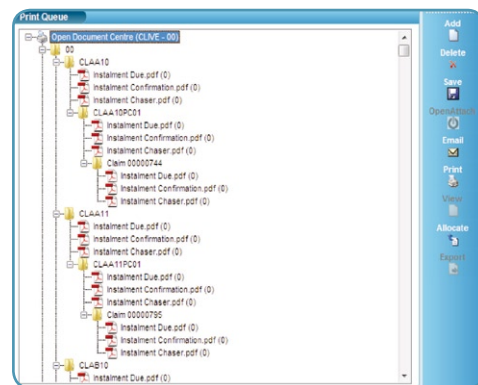 Print Queue
Open Document Centre (CLIVE - 00)
00
CLAA10
Instalment Due.pdf (0)
Instalment Confirmation.pdf (0)
Instalment Chaser.pdf (0)
CLAA10PC01
Instalment Due.pdf (0)
Instalment Confirmation.pdf (0)
Instalment Chaser.pdf (0)
Claim 00000744
Instalment Due.pdf (0)
Instalment Confirmation.pdf (0)
Instalment Chaser.pdf (0)
CLAA11
Instalment Due.pdf (0)
Instalment Confirmation.pdf (0)
Instalment Chaser.pdf (0)
CLAA11PC01
Instalment Due.pdf (0)
Instalment Confirmation.pdf (0)
Instalment Chaser.pdf (0)
Claim 00000795
Instalment Due.pdf (0)
Instalment Confirmation.pdf (0)
Instalment Chaser.pdf (0)
CLAB10
Instalment Due.pdf (0)
Add
Delete
Save
OpenAttach
Email
Print
View
Allocate
Export